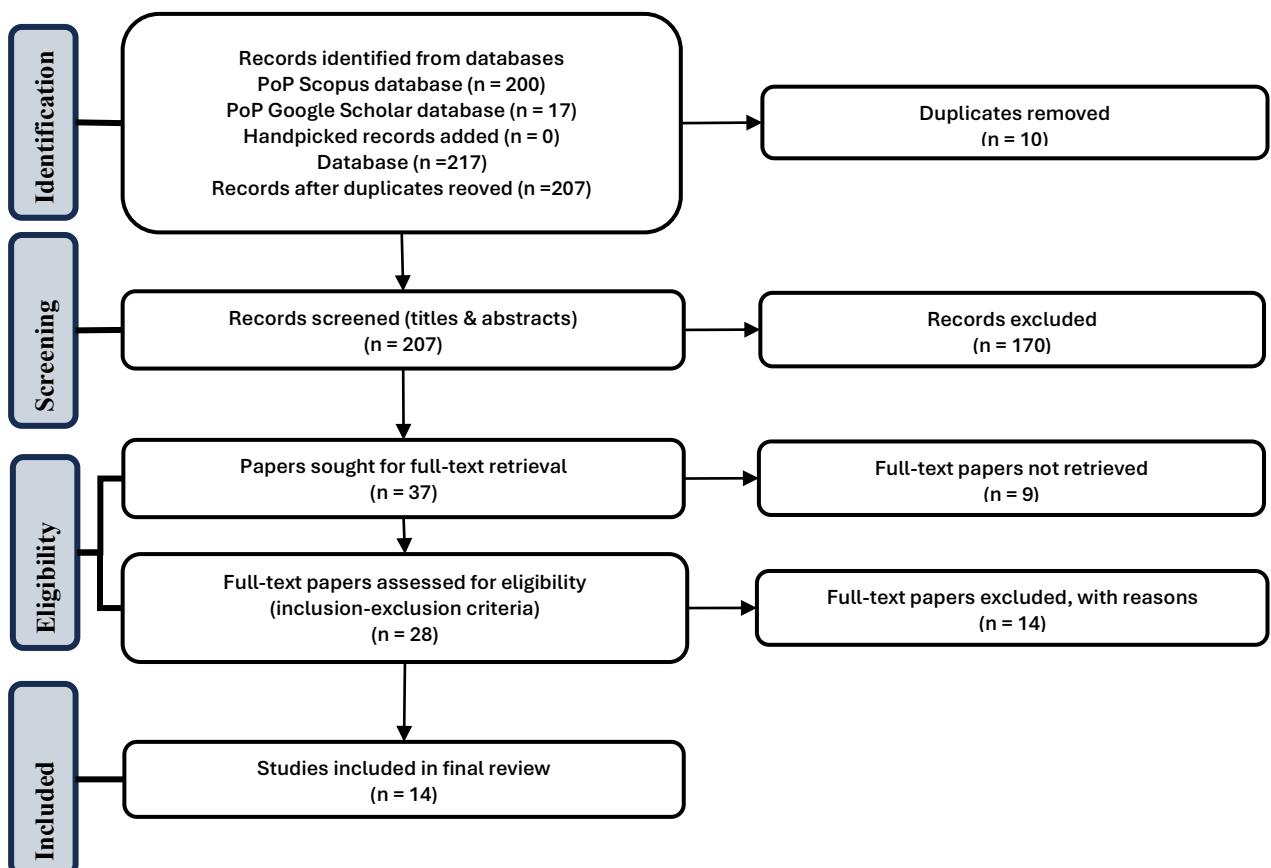 Identification
Records identified from databases
PoP Scopus database (n = 200)
PoP Google Scholar database (n = 17)
Handpicked records added (n = 0)
Database (n =217)
Records after duplicates reoved (n =207)
Duplicates removed
(n = 10)
Screening
Records screened (titles & abstracts)
(n = 207)
Records excluded
(n = 170)
Eligibility
Papers sought for full-text retrieval
(n = 37)
Full-text papers not retrieved
(n = 9)
Full-text papers assessed for eligibility
(inclusion-exclusion criteria)
(n = 28)
Full-text papers excluded, with reasons
(n = 14)
Included
Studies included in final review
(n = 14)